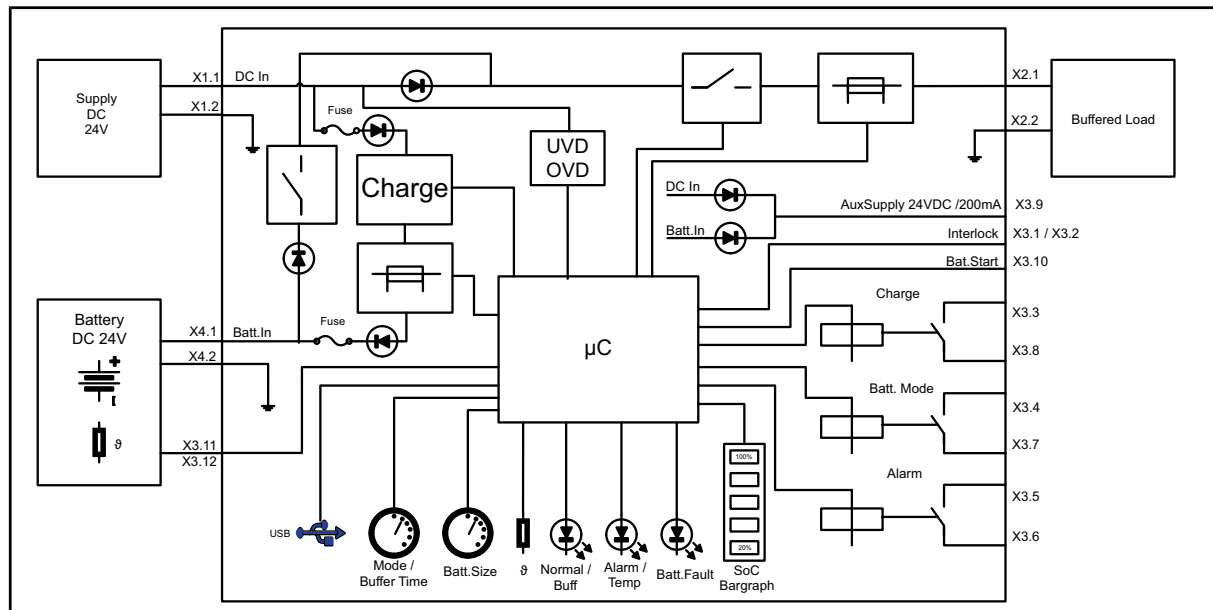 Supply
DC
24V
X1.1
DC In
X1.2
Fuse
UVD
OVD
Charge
X2.1
X2.2
Buffered Load
DC In
Batt.In
AuxSupply 24VDC /200mA
X3.9
Interlock
X3.1 / X3.2
Bat.Start
X3.10
Battery
DC 24V
+
ϑ
X4.1
Batt.In
X4.2
Fuse
X3.11
X3.12
µC
Charge
X3.3
X3.8
Batt. Mode
X3.4
X3.7
Alarm
X3.5
X3.6
USB
Mode /
Buffer Time
Batt.Size
ϑ
Normal /
Buff
Alarm /
Temp
Batt.Fault
100%
20%
SoC
Bargraph